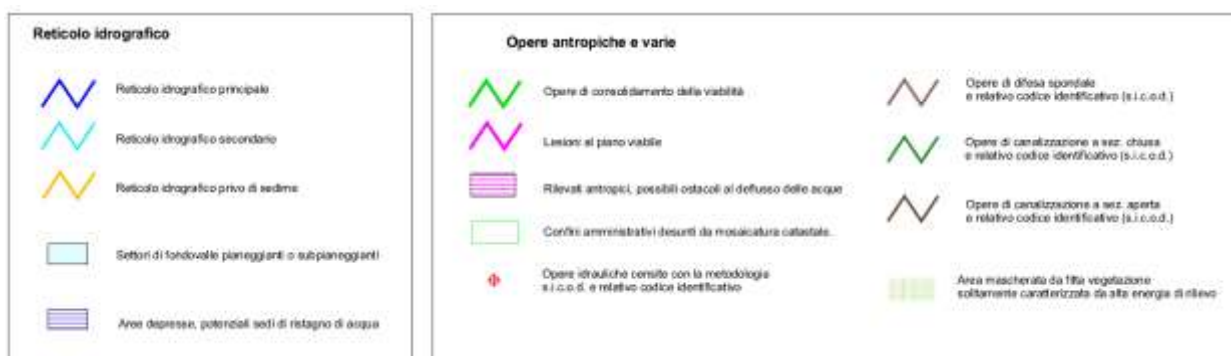 Reticolo idrografico
Reticolo idrografico principale
Reticolo idrografico secondario
Reticolo idrografico privo di sedime
Settori di fondovalle pianeggianti o subpianeggianti
Aree depresse, potenziali sedi di ristagno di acqua
Opere antropiche e varie
Opere di consolidamento della viabilità
Lesioni al piano viabile
Rilevati antropici, possibili ostacoli al deflusso delle acque
Confini amministrativi desunti da mosaicatura catastale.
Opere idrauliche censite con la metodologia
s.i.c.o.d. e relativo codice identificativo
Opere di difesa spondale
e relativo codice identificativo (s.i.c.o.d.)
Opere di canalizzazione a sez. chiusa
e relativo codice identificativo (s.i.c.o.d.)
Opere di canalizzazione a sez. aperta
e relativo codice identificativo (s.i.c.o.d.)
Area mascherata da fitta vegetazione
solitamente caratterizzata da alta energia di rilievo